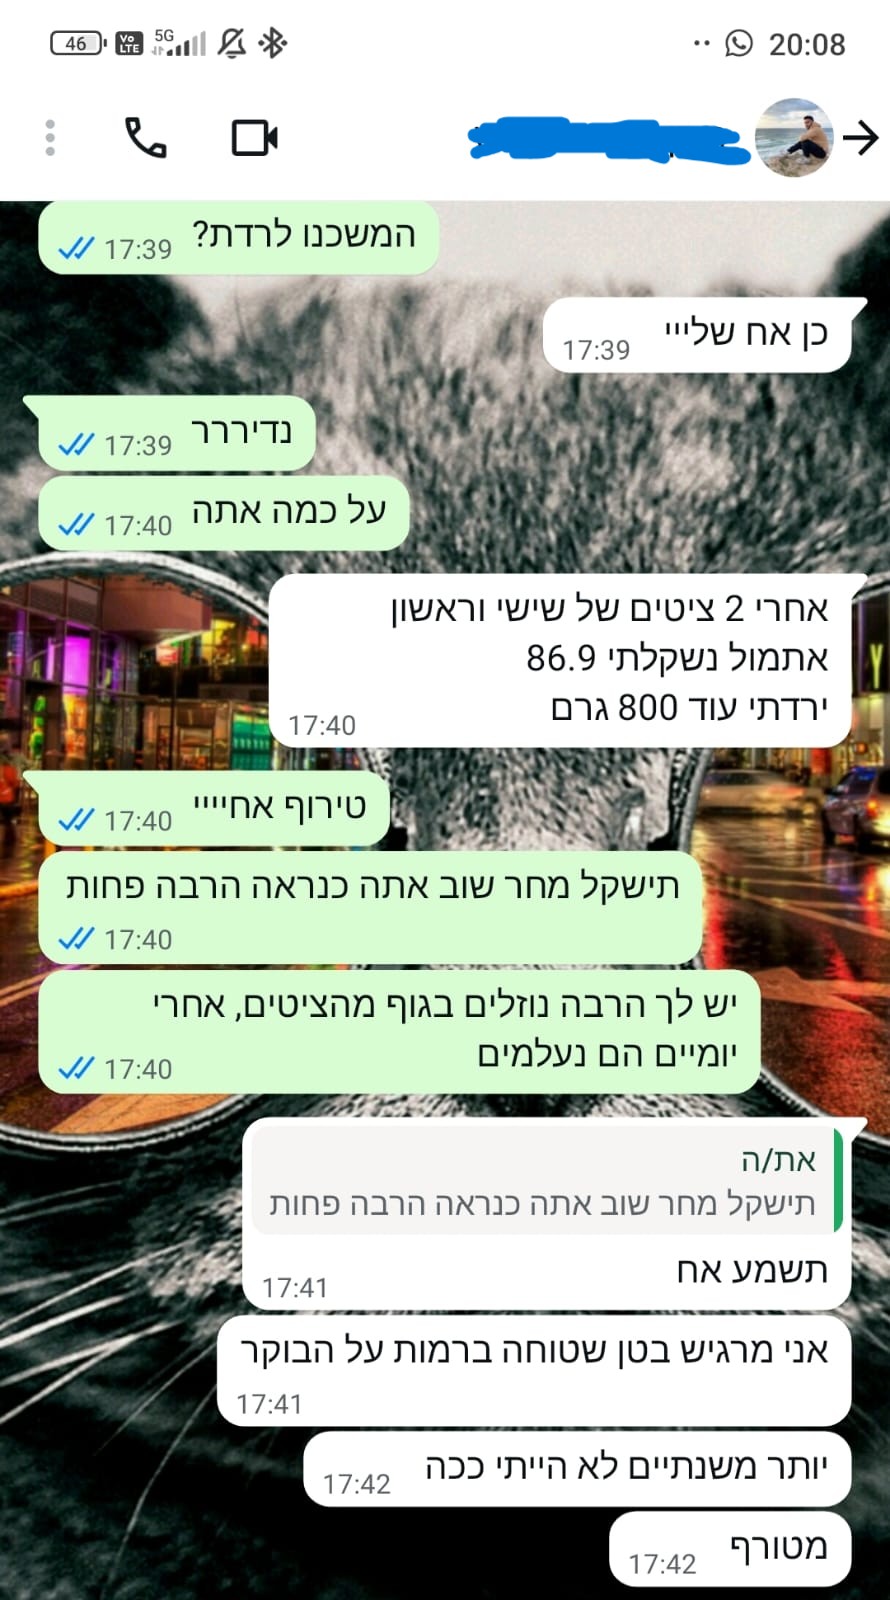 46
VoLTE
5G
20:08
המשכנו לרדת?
17:39
כן אח שלייי
17:39
נדירררר
17:39
על כמה אתה
17:40
אחרי 2 ציטים של שישי וראשון
אתמול נשקלתי 86.9
ירדתי עוד 800 גרם
17:40
טירוף אחיייי
17:40
תישקל מחר שוב אתה כנראה הרבה פחות
17:40
יש לך הרבה נוזלים בגוף מהציטים, אחרי
יומיים הם נעלמים
17:40
את/ה
תישקל מחר שוב אתה כנראה הרבה פחות
תשמע אח
17:41
אני מרגיש בטן שטוחה ברמות על הבוקר
17:41
יותר משנתיים לא הייתי ככה
17:42
מטורף
17:42